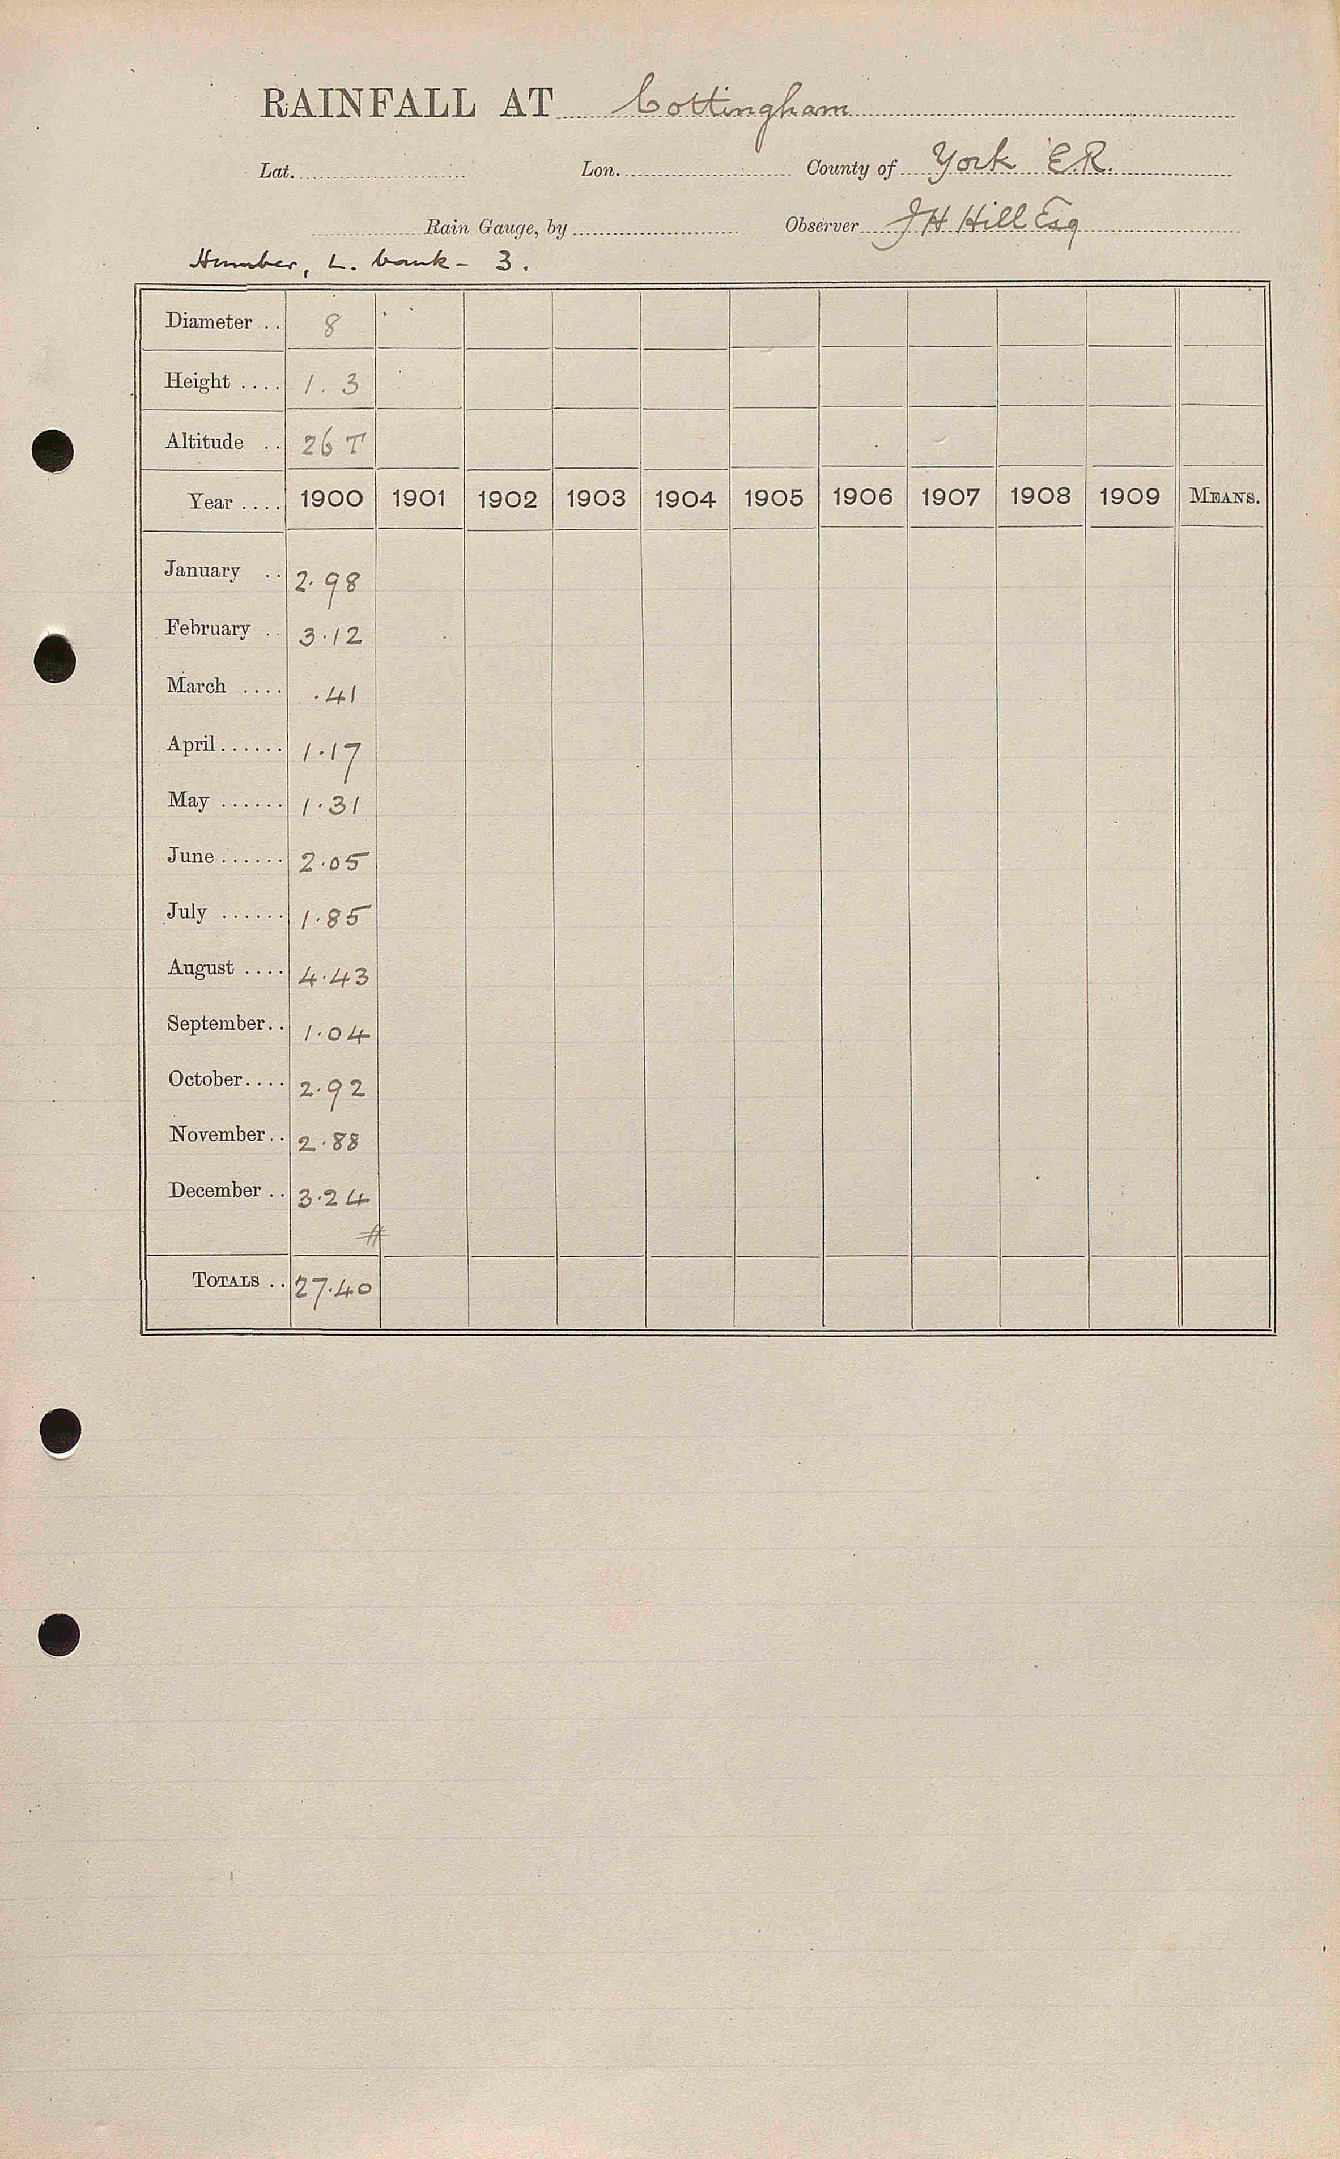 RAINFALL AT Cottingham
Lat. Lon. County of York E.R.
Rain Gauge, by Observer J H Hill Esq
Humber, L. bank - 3.
Diameter .. 8
Height .... 1. 3
Altitude .. 26 T
Year .... 1900 1901 1902 1903 1904 1905 1906 1907 1908 1909 MEANS.
January .. 2.98
February .. 3.12
March .... .41
April...... 1.17
May ...... 1.31
June...... 2.05
July ...... 1.85
August .... 4.43
September.. 1.04
October.... 2.92
November.. 2.88
December .. 3.24
#
TOTALS .. 27.40